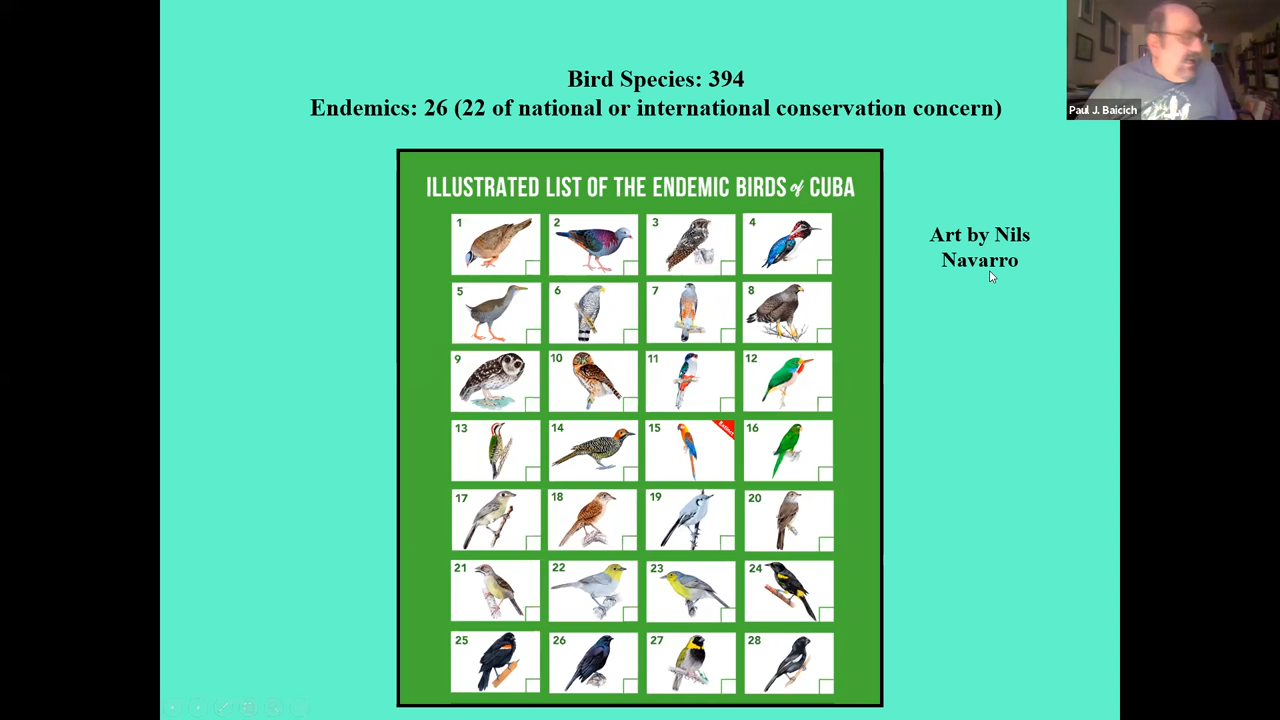 Bird Species: 394
Endemics: 26 (22 of national or international conservation concern)
Paul J. Baicich
ILLUSTRATED LIST OF THE ENDEMIC BIRDS of CUBA
Art by Nils
Navarro
1 2 3 4
5 6 7 8
9 10 11 12
13 14 15 Extinct 16
17 18 19 20
21 22 23 24
25 26 27 28